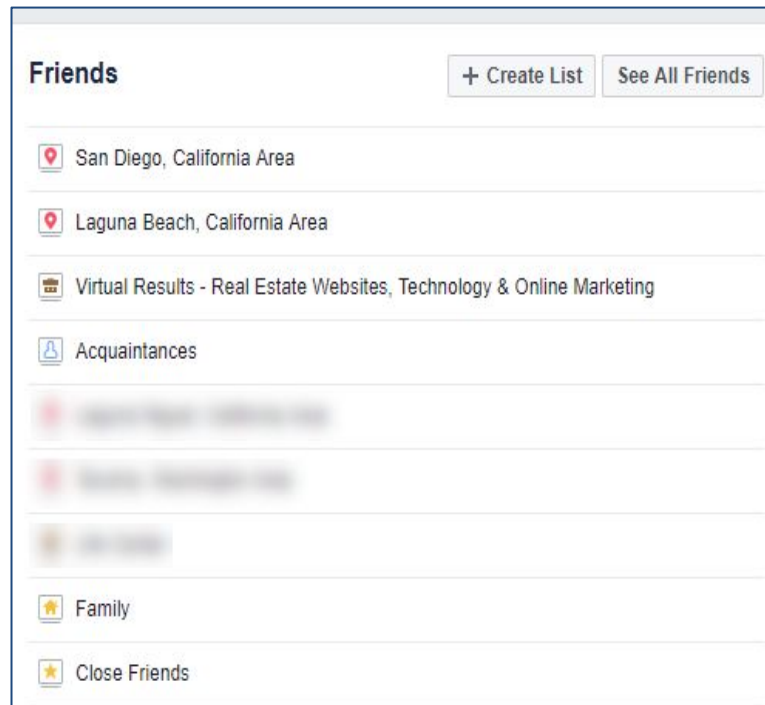 Friends
+ Create List
See All Friends
San Diego, California Area
Laguna Beach, California Area
Virtual Results - Real Estate Websites, Technology & Online Marketing
Acquaintances
Family
Close Friends